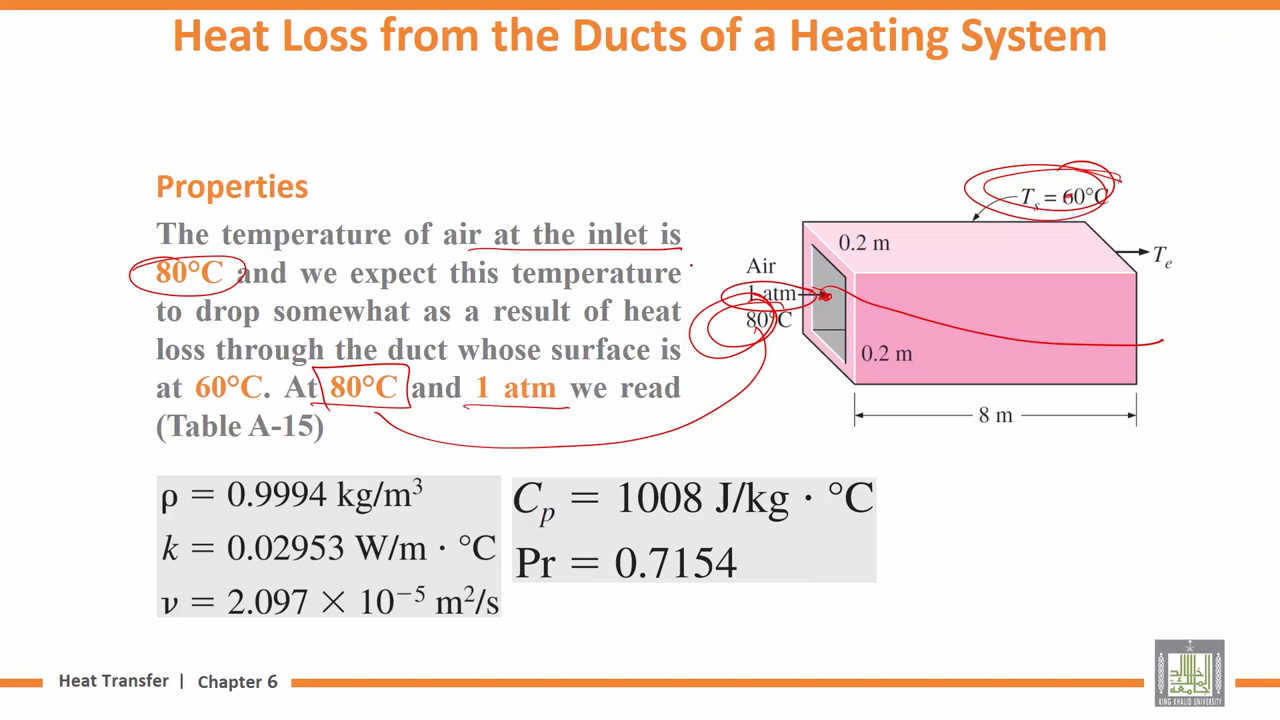 Heat Loss from the Ducts of a Heating System
Properties
The temperature of air at the inlet is
80°C and we expect this temperature
to drop somewhat as a result of heat
loss through the duct whose surface is
at 60°C. At 80°C and 1 atm we read
(Table A-15)
ρ = 0.9994 kg/m³
k = 0.02953 W/m · °C
ν = 2.097 × 10⁻⁵ m²/s
Cₚ = 1008 J/kg · °C
Pr = 0.7154
Tₛ = 60°C
0.2 m
Tₑ
Air
1 atm
80°C
0.2 m
8 m
Heat Transfer | Chapter 6
KING KHALID UNIVERSITY